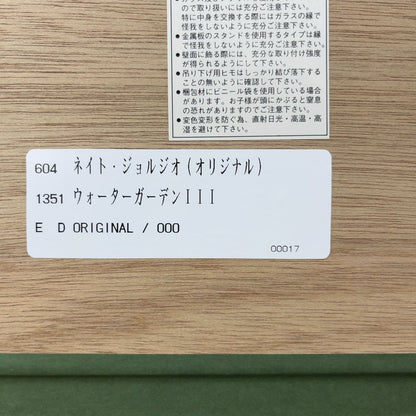 ので取り扱いには充分ご注意下さい。
特に中身を交換する際にはガラスの縁
で怪我をしないように充分ご注意下さい。
●金属板のスタンドを使用するタイプは縁
で怪我をしないように充分ご注意下さい。
●壁面に飾る際には、充分な取り付け強度
が得られるようにして下さい。
●吊り下げ用ヒモはしっかり結び落下する
ことの無いように確認して下さい。
●梱包材にビニール袋を使用している場合
があります。お子様が頭にかぶると窒息
の恐れがありますのでご注意下さい。
●変色変形を防ぐ為、直射日光・高温・高
湿を避けて下さい。
604 ネイト・ジョルジオ(オリジナル)
1351 ウォーターガーデンIII
E D ORIGINAL / 000
00017